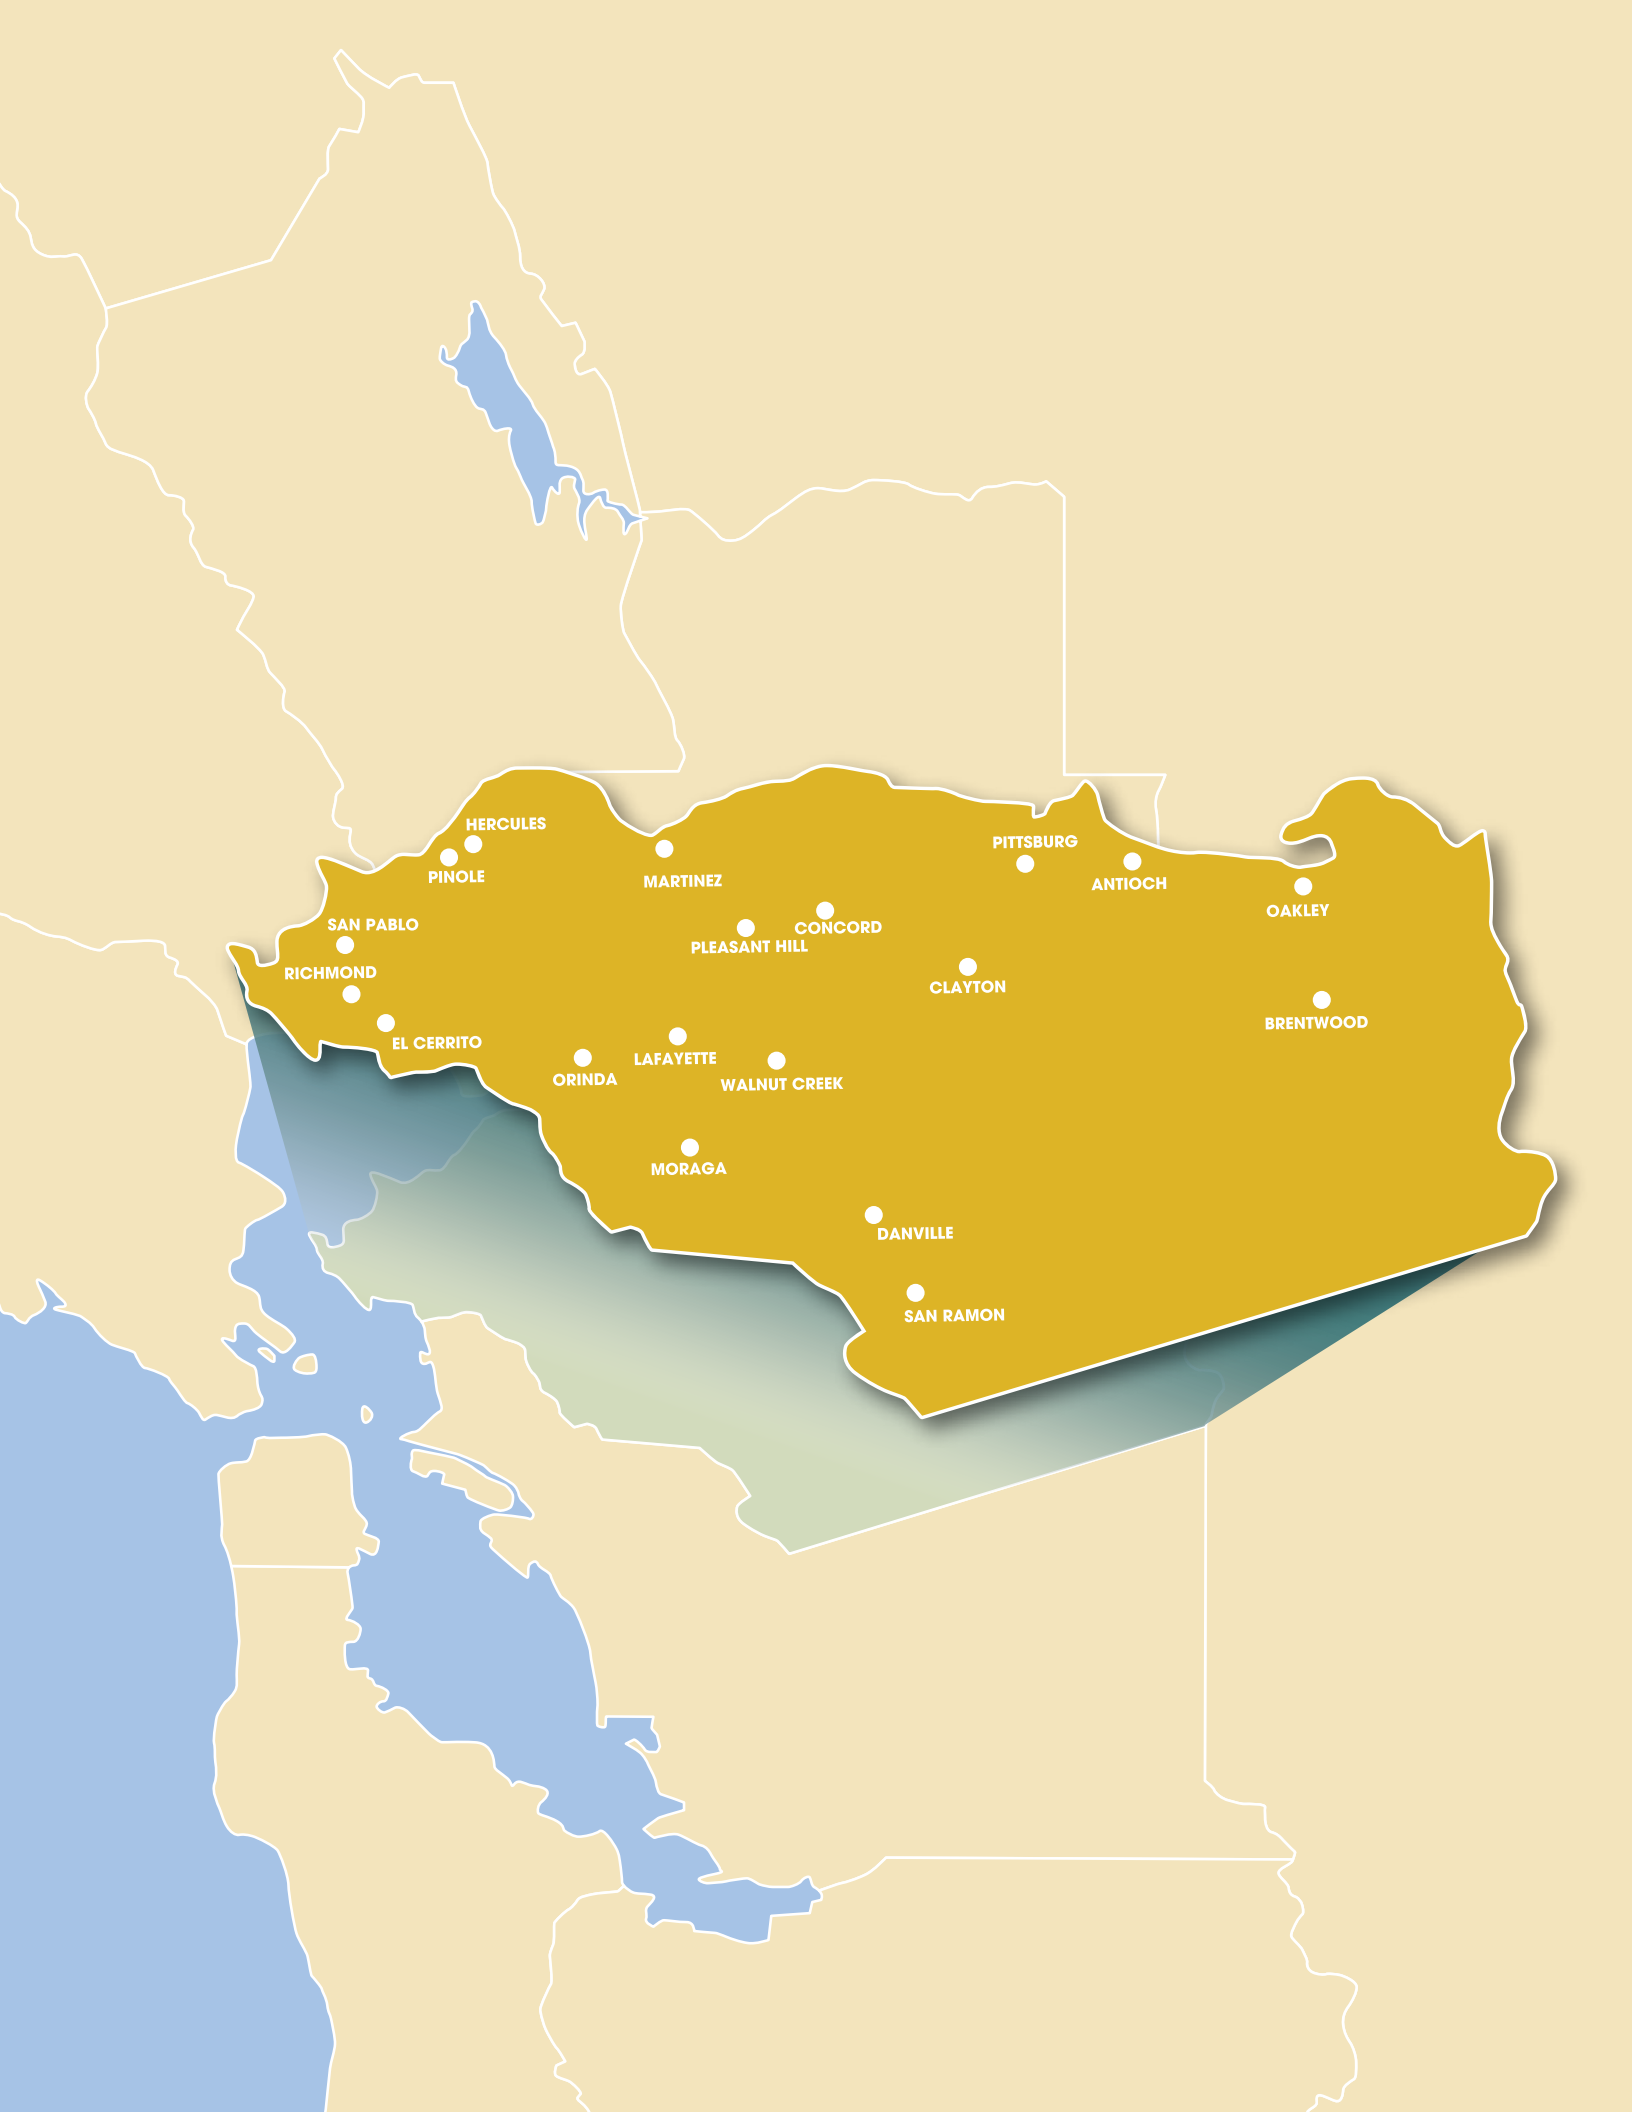 HERCULES
PINOLE
PITTSBURG
MARTINEZ
ANTIOCH
OAKLEY
SAN PABLO
CONCORD
PLEASANT HILL
RICHMOND
CLAYTON
BRENTWOOD
EL CERRITO
LAFAYETTE
ORINDA
WALNUT CREEK
MORAGA
DANVILLE
SAN RAMON